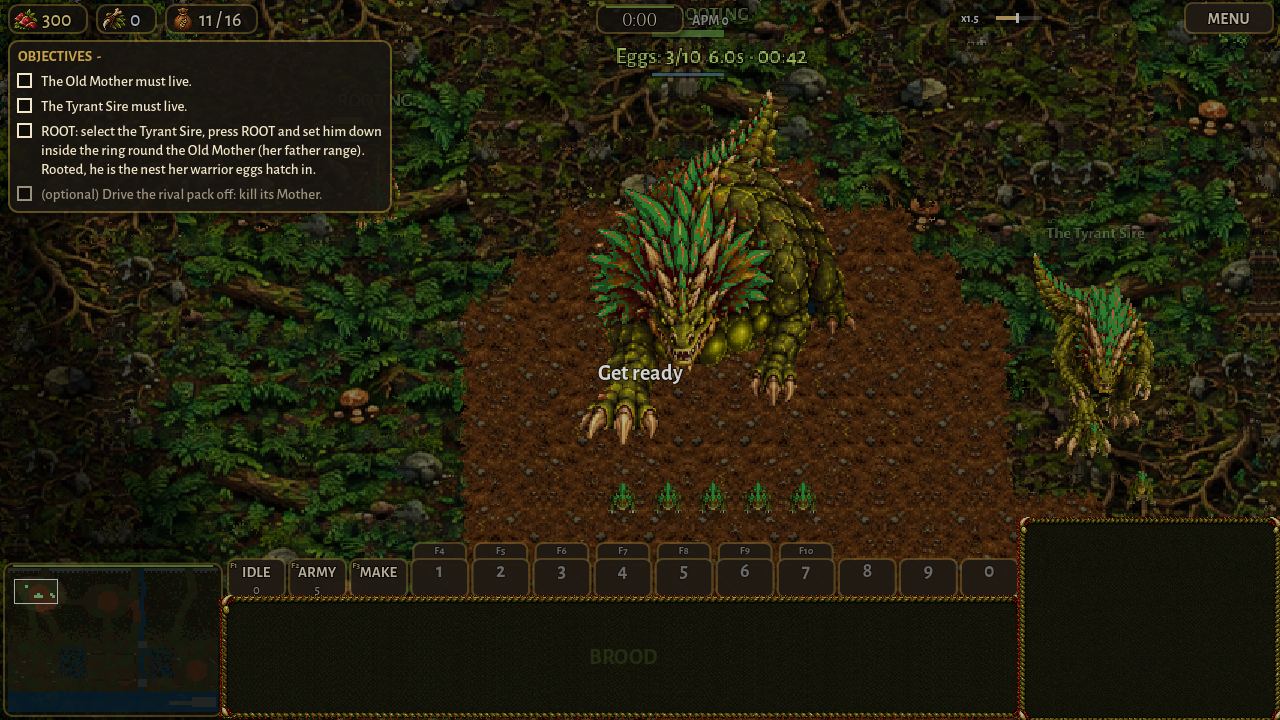 300
0
11 / 16
0:00
APM 0
ROOTING
x1.5
MENU
Eggs: 3/10 6.0s · 00:42
OBJECTIVES -
The Old Mother must live.
The Tyrant Sire must live.
ROOTING
ROOT: select the Tyrant Sire, press ROOT and set him down
inside the ring round the Old Mother (her father range).
Rooted, he is the nest her warrior eggs hatch in.
(optional) Drive the rival pack off: kill its Mother.
The Tyrant Sire
Get ready
F1 IDLE 0
F2 ARMY 5
F3 MAKE
F4 1
F5 2
F6 3
F7 4
F8 5
F9 6
F10 7
8
9
0
BROOD